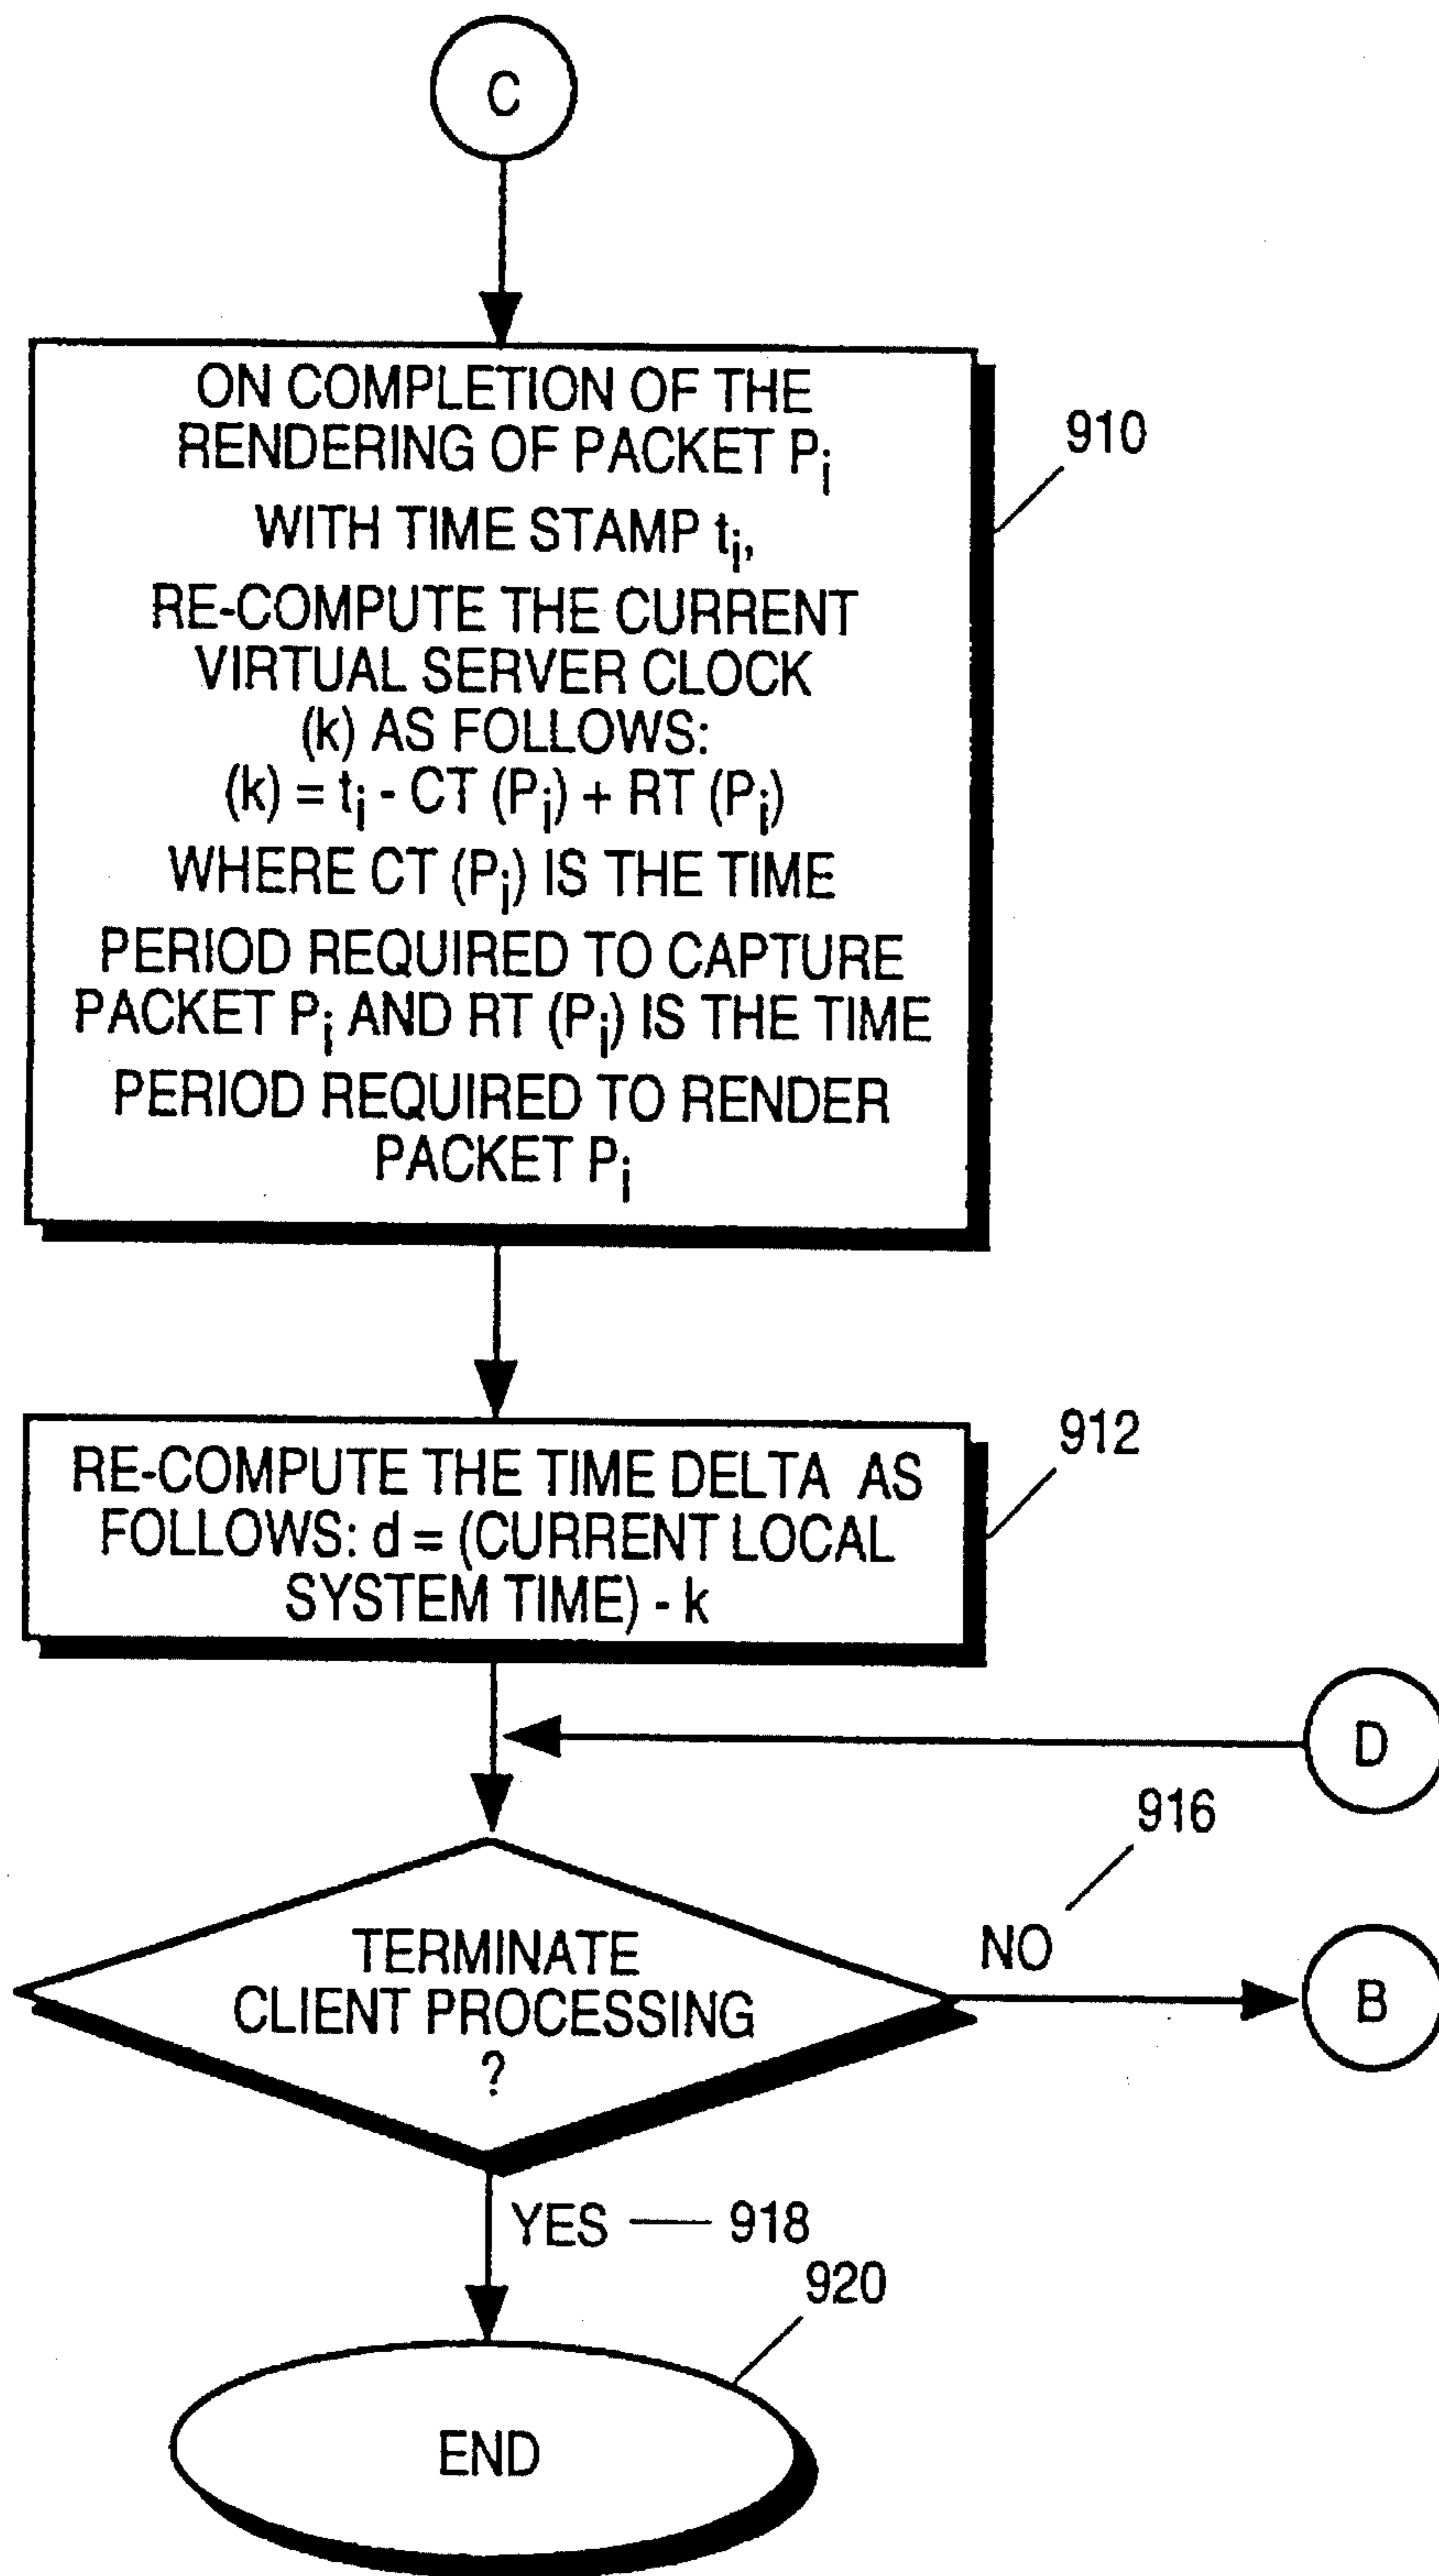 C
ON COMPLETION OF THE
RENDERING OF PACKET Pi
WITH TIME STAMP ti,
RE-COMPUTE THE CURRENT
VIRTUAL SERVER CLOCK
(k) AS FOLLOWS:
(k) = ti - CT (Pi) + RT (Pi)
WHERE CT (Pi) IS THE TIME
PERIOD REQUIRED TO CAPTURE
PACKET Pi AND RT (Pi) IS THE TIME
PERIOD REQUIRED TO RENDER
PACKET Pi
910
RE-COMPUTE THE TIME DELTA AS
FOLLOWS: d = (CURRENT LOCAL
SYSTEM TIME) - k
912
D
916
TERMINATE
CLIENT PROCESSING
?
NO
B
YES — 918
920
END